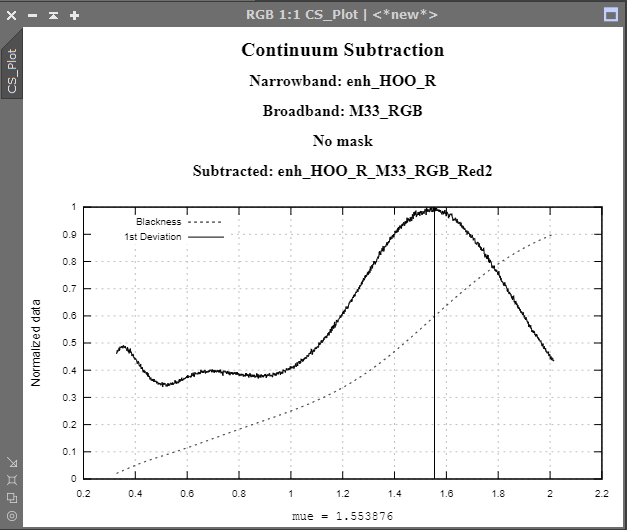 RGB 1:1 CS_Plot | <*new*>
CS_Plot
Continuum Subtraction
Narrowband: enh_HOO_R
Broadband: M33_RGB
No mask
Subtracted: enh_HOO_R_M33_RGB_Red2
Blackness
1st Deviation
Normalized data
1
0.9
0.8
0.7
0.6
0.5
0.4
0.3
0.2
0.1
0
0.2 0.4 0.6 0.8 1 1.2 1.4 1.6 1.8 2 2.2
mue = 1.553876